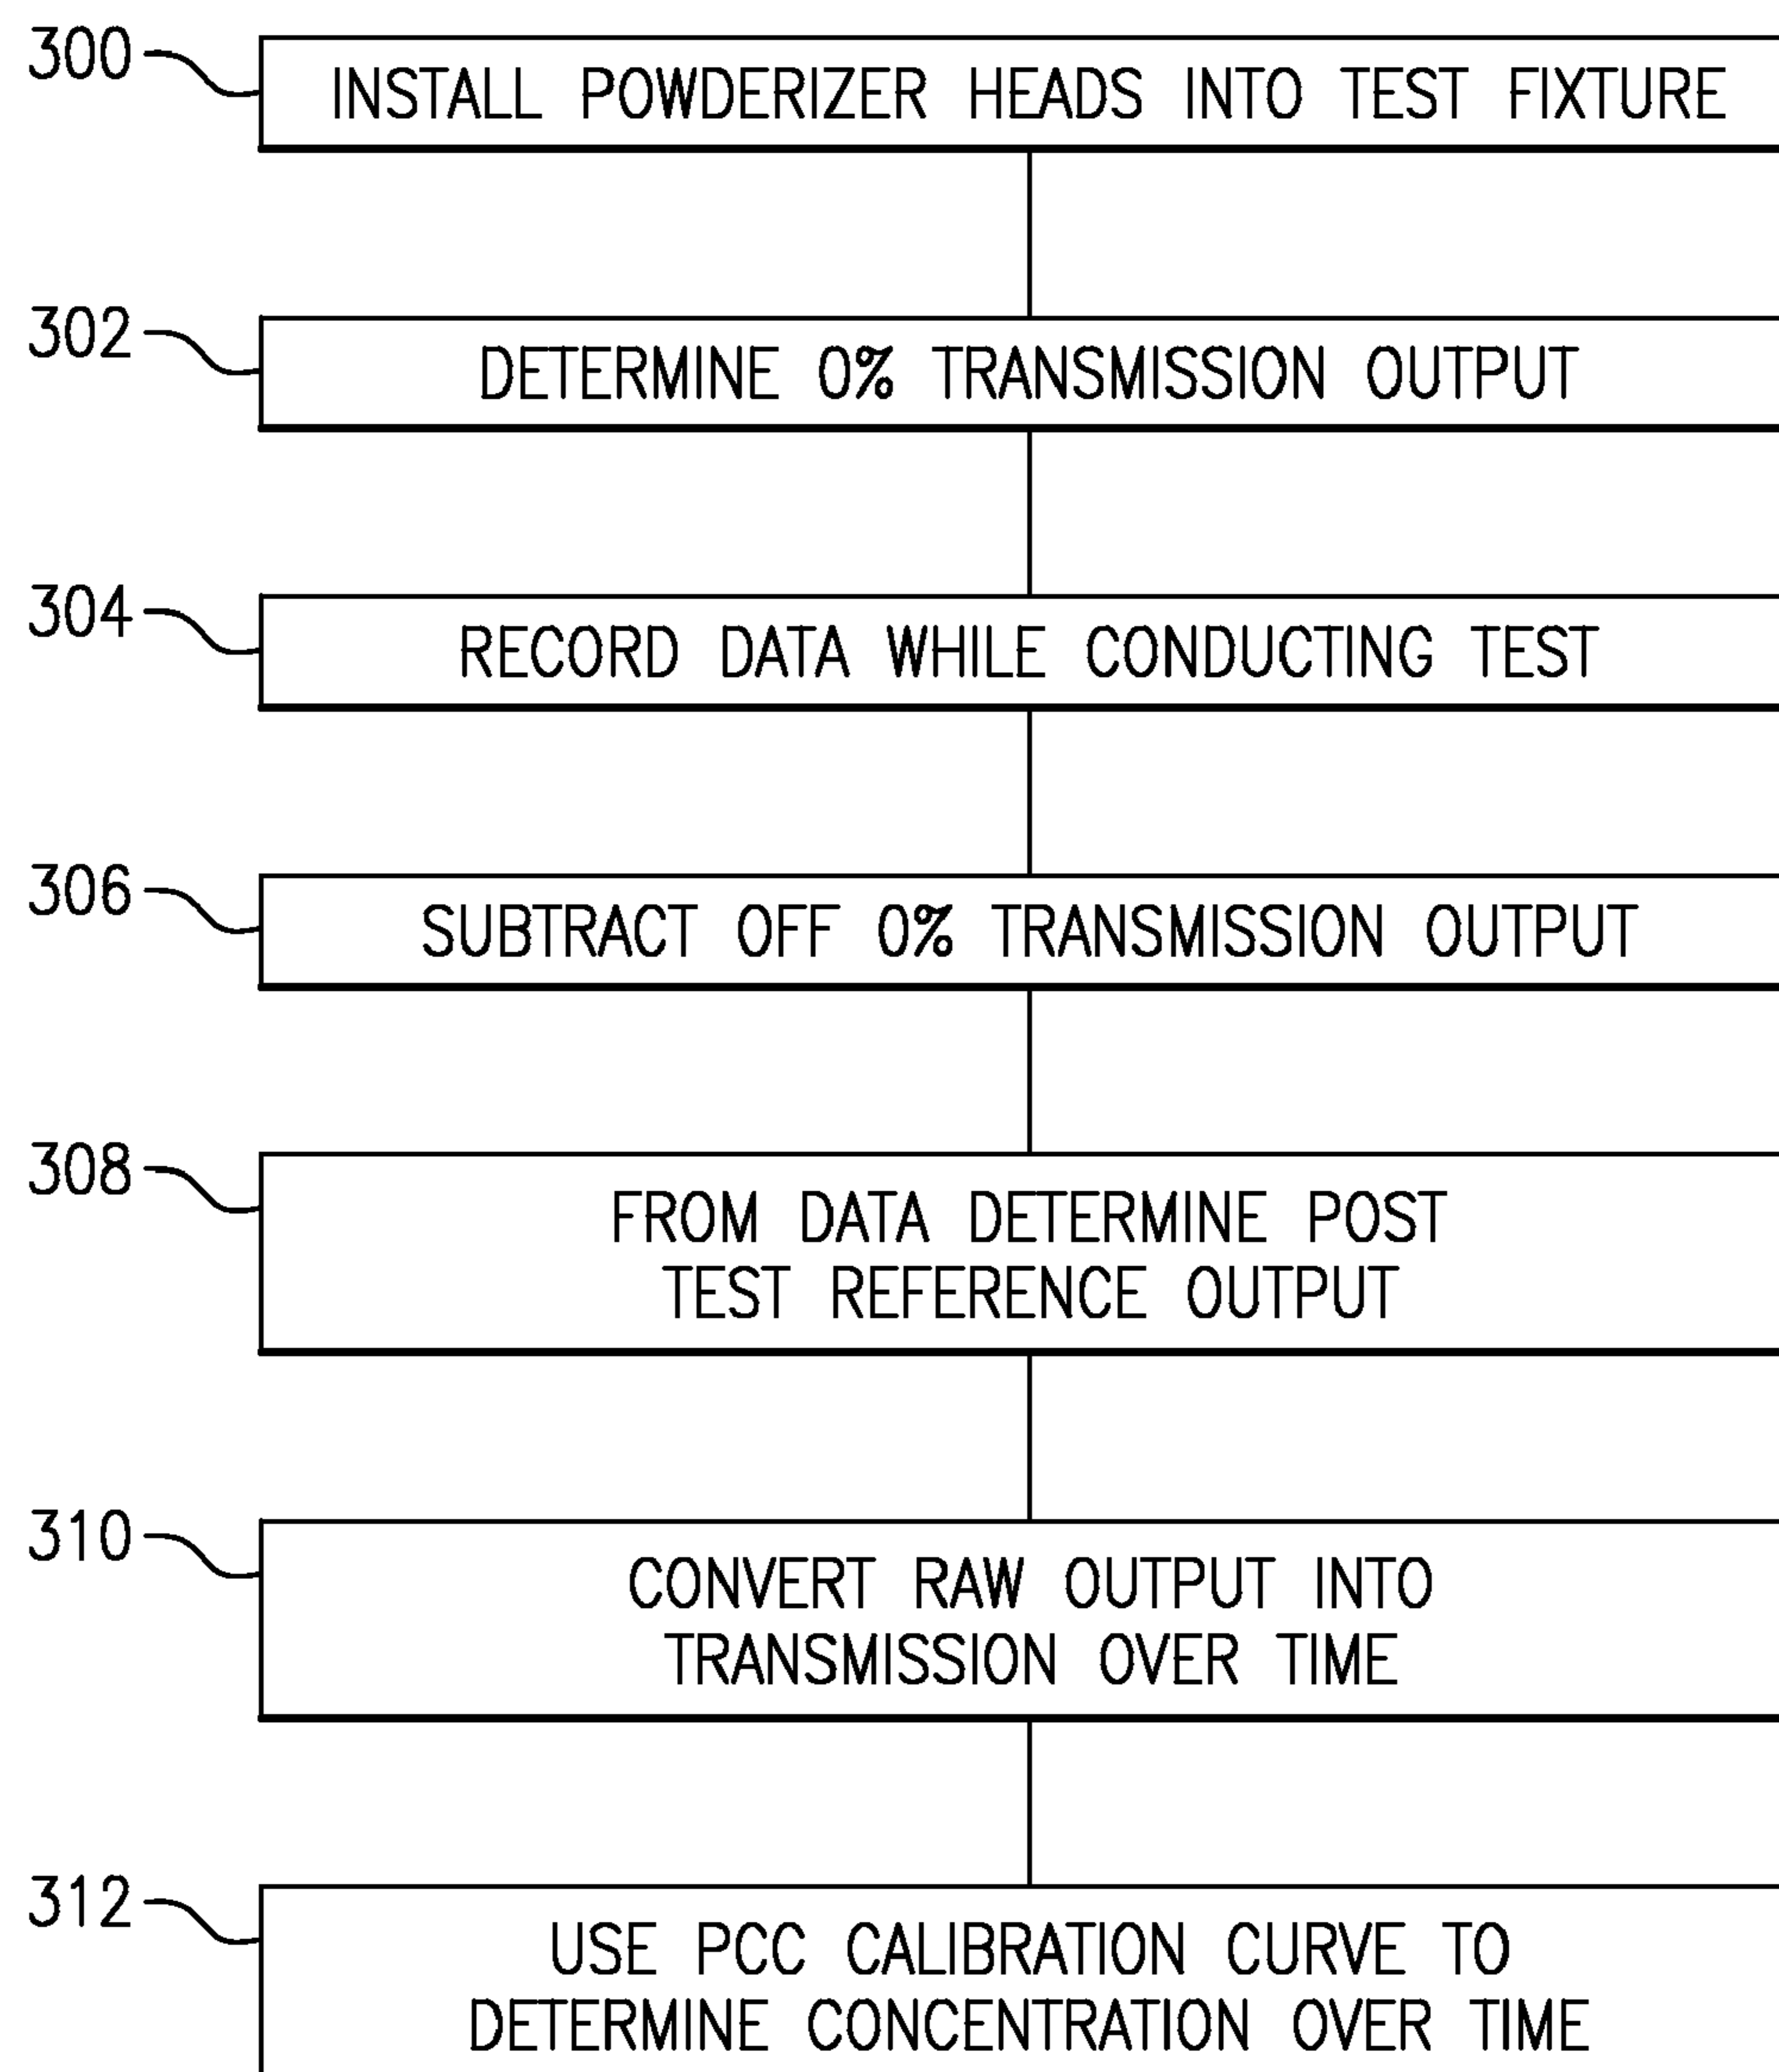 300
INSTALL POWDERIZER HEADS INTO TEST FIXTURE
302
DETERMINE 0% TRANSMISSION OUTPUT
304
RECORD DATA WHILE CONDUCTING TEST
306
SUBTRACT OFF 0% TRANSMISSION OUTPUT
308
FROM DATA DETERMINE POST
TEST REFERENCE OUTPUT
310
CONVERT RAW OUTPUT INTO
TRANSMISSION OVER TIME
312
USE PCC CALIBRATION CURVE TO
DETERMINE CONCENTRATION OVER TIME